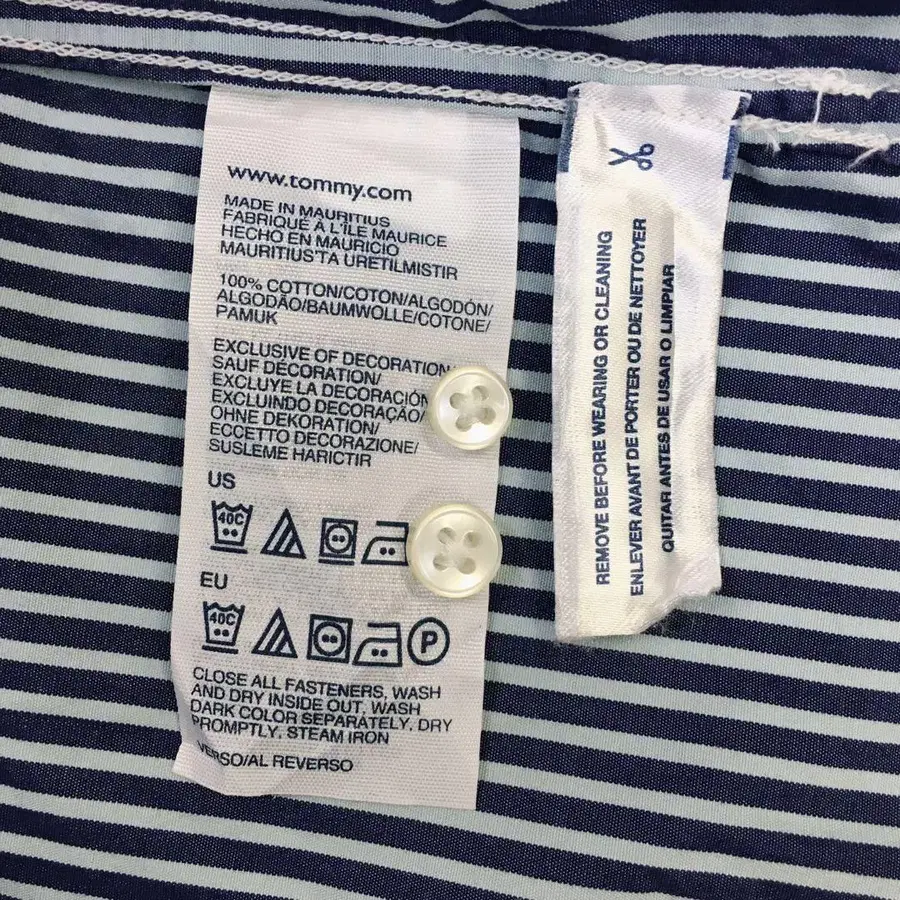 www.tommy.com
MADE IN MAURITIUS
FABRIQUÉ À L'ÎLE MAURICE
HECHO EN MAURICIO
MAURITIUS'TA URETILMISTIR
100% COTTON/COTON/ALGODÓN/
ALGODÃO/BAUMWOLLE/COTONE/
PAMUK
EXCLUSIVE OF DECORATION/
SAUF DÉCORATION/
EXCLUYE LA DECORACIÓN
EXCLUINDO DECORAÇÃO/
OHNE DEKORATION/
ECCETTO DECORAZIONE/
SUSLEME HARICTIR
US
40C
EU
40C
P
CLOSE ALL FASTENERS, WASH
AND DRY INSIDE OUT, WASH
DARK COLOR SEPARATELY, DRY
PROMPTLY, STEAM IRON
VERSO/AL REVERSO
REMOVE BEFORE WEARING OR CLEANING
ENLEVER AVANT DE PORTER OU DE NETTOYER
QUITAR ANTES DE USAR O LIMPIAR